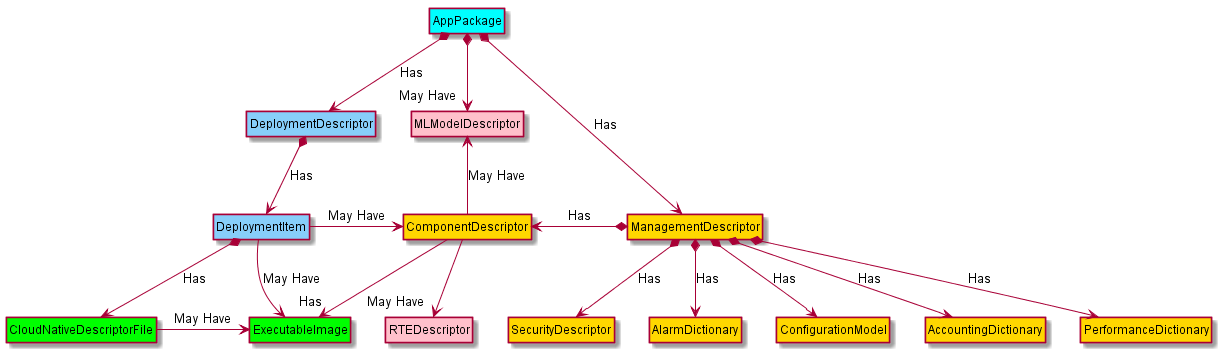 AppPackage
Has
May Have
Has
DeploymentDescriptor
MLModelDescriptor
Has
May Have
DeploymentItem
May Have
ComponentDescriptor
Has
ManagementDescriptor
Has
May Have
Has
May Have
Has
Has
Has
Has
Has
CloudNativeDescriptorFile
May Have
ExecutableImage
RTEDescriptor
SecurityDescriptor
AlarmDictionary
ConfigurationModel
AccountingDictionary
PerformanceDictionary